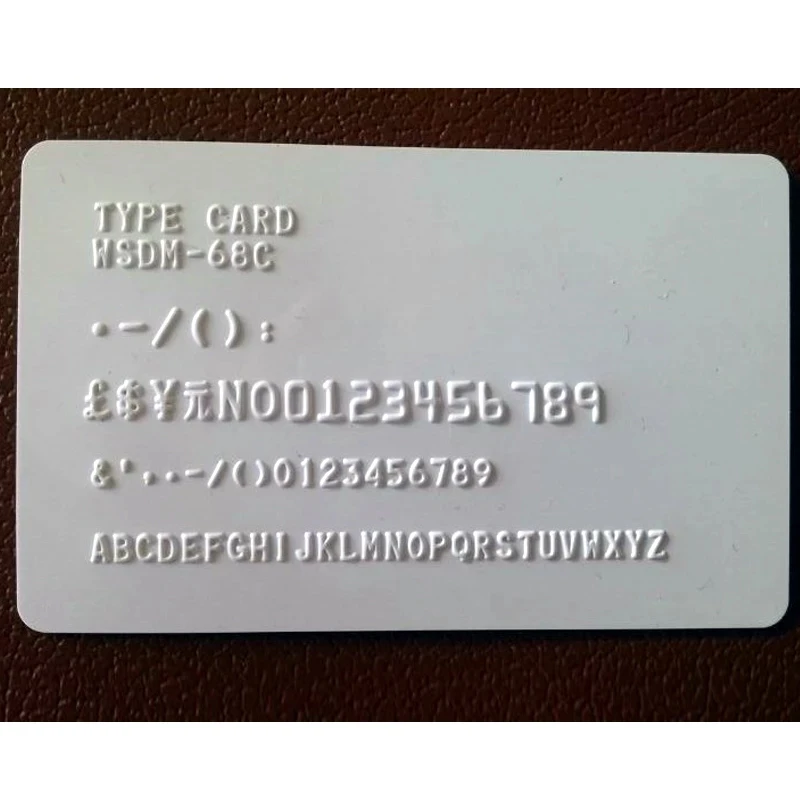 TYPE CARD
WSDM-68C
·-/():
£$¥元NO0123456789
&',.·-/()0123456789
ABCDEFGHIJKLMNOPQRSTUVWXYZ